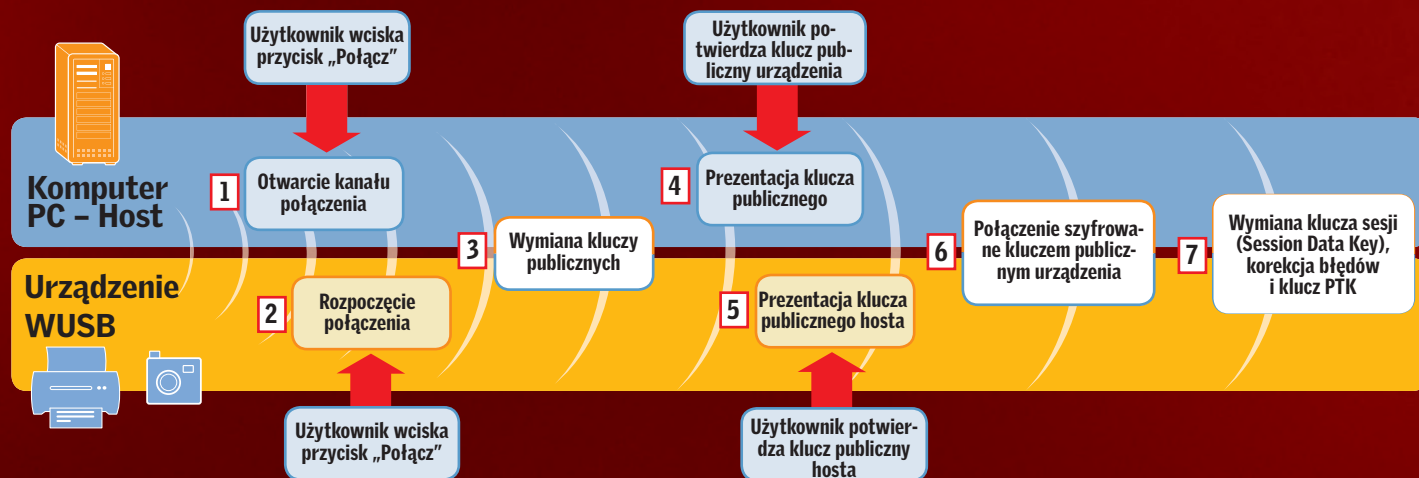 Użytkownik wciska
przycisk „Połącz”
Użytkownik po-
twierdza klucz pub-
liczny urządzenia
Komputer
PC – Host
1
Otwarcie kanału
połączenia
4
Prezentacja klucza
publicznego
3
Wymiana kluczy
publicznych
6
Połączenie szyfrowa-
ne kluczem publicz-
nym urządzenia
7
Wymiana klucza sesji
(Session Data Key),
korekcja błędów
i klucz PTK
Urządzenie
WUSB
2
Rozpoczęcie
połączenia
5
Prezentacja klucza
publicznego hosta
Użytkownik wciska
przycisk „Połącz”
Użytkownik potwier-
dza klucz publiczny
hosta